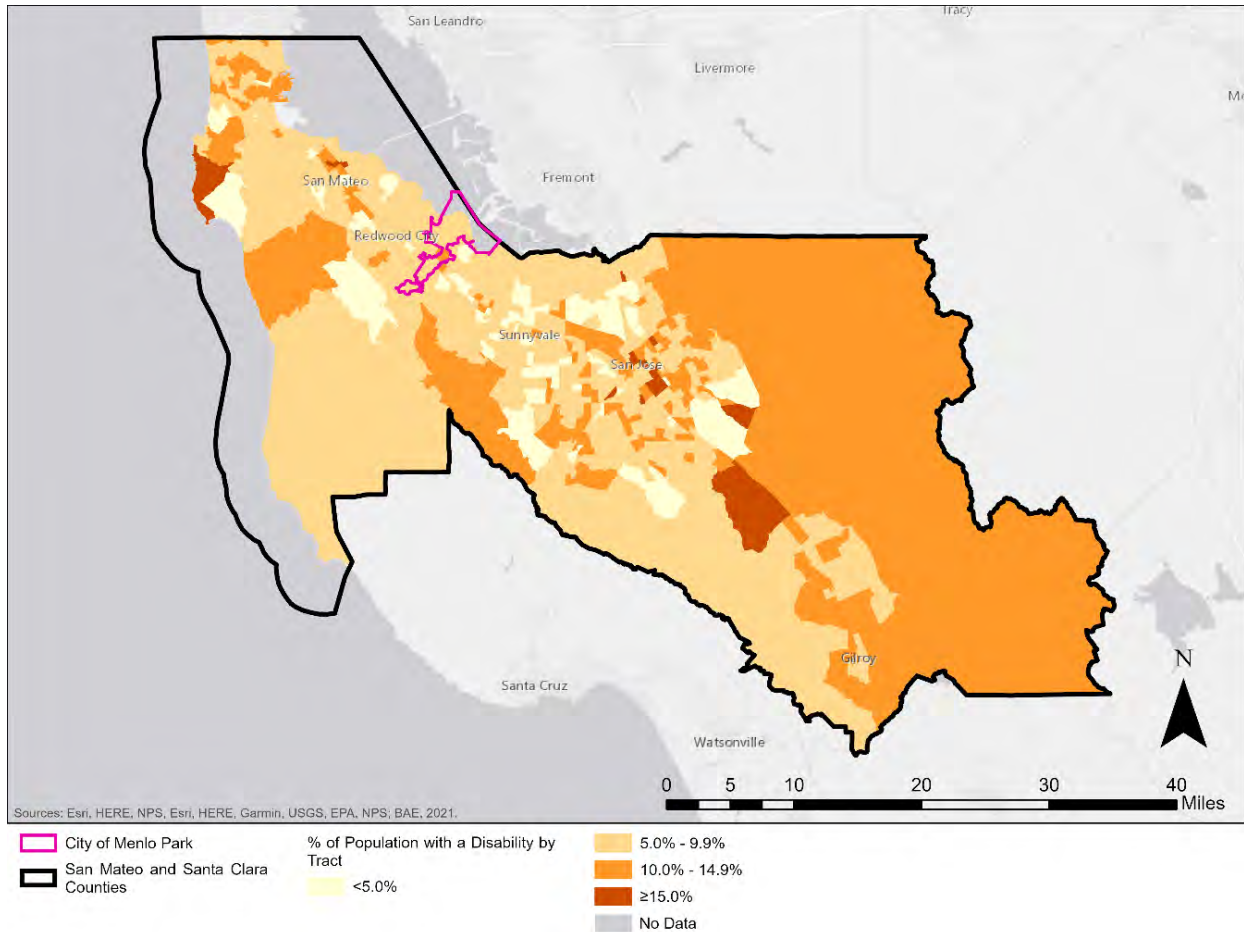 San Leandro
Tracy
Livermore
Fremont
San Mateo
Redwood City
Sunnyvale
San Jose
Gilroy
Santa Cruz
Watsonville
N
0 5 10 20 30 40
Miles
Sources: Esri, HERE, NPS, Esri, HERE, Garmin, USGS, EPA, NPS; BAE, 2021.
City of Menlo Park
San Mateo and Santa Clara
Counties
% of Population with a Disability by
Tract
<5.0%
5.0% - 9.9%
10.0% - 14.9%
≥15.0%
No Data